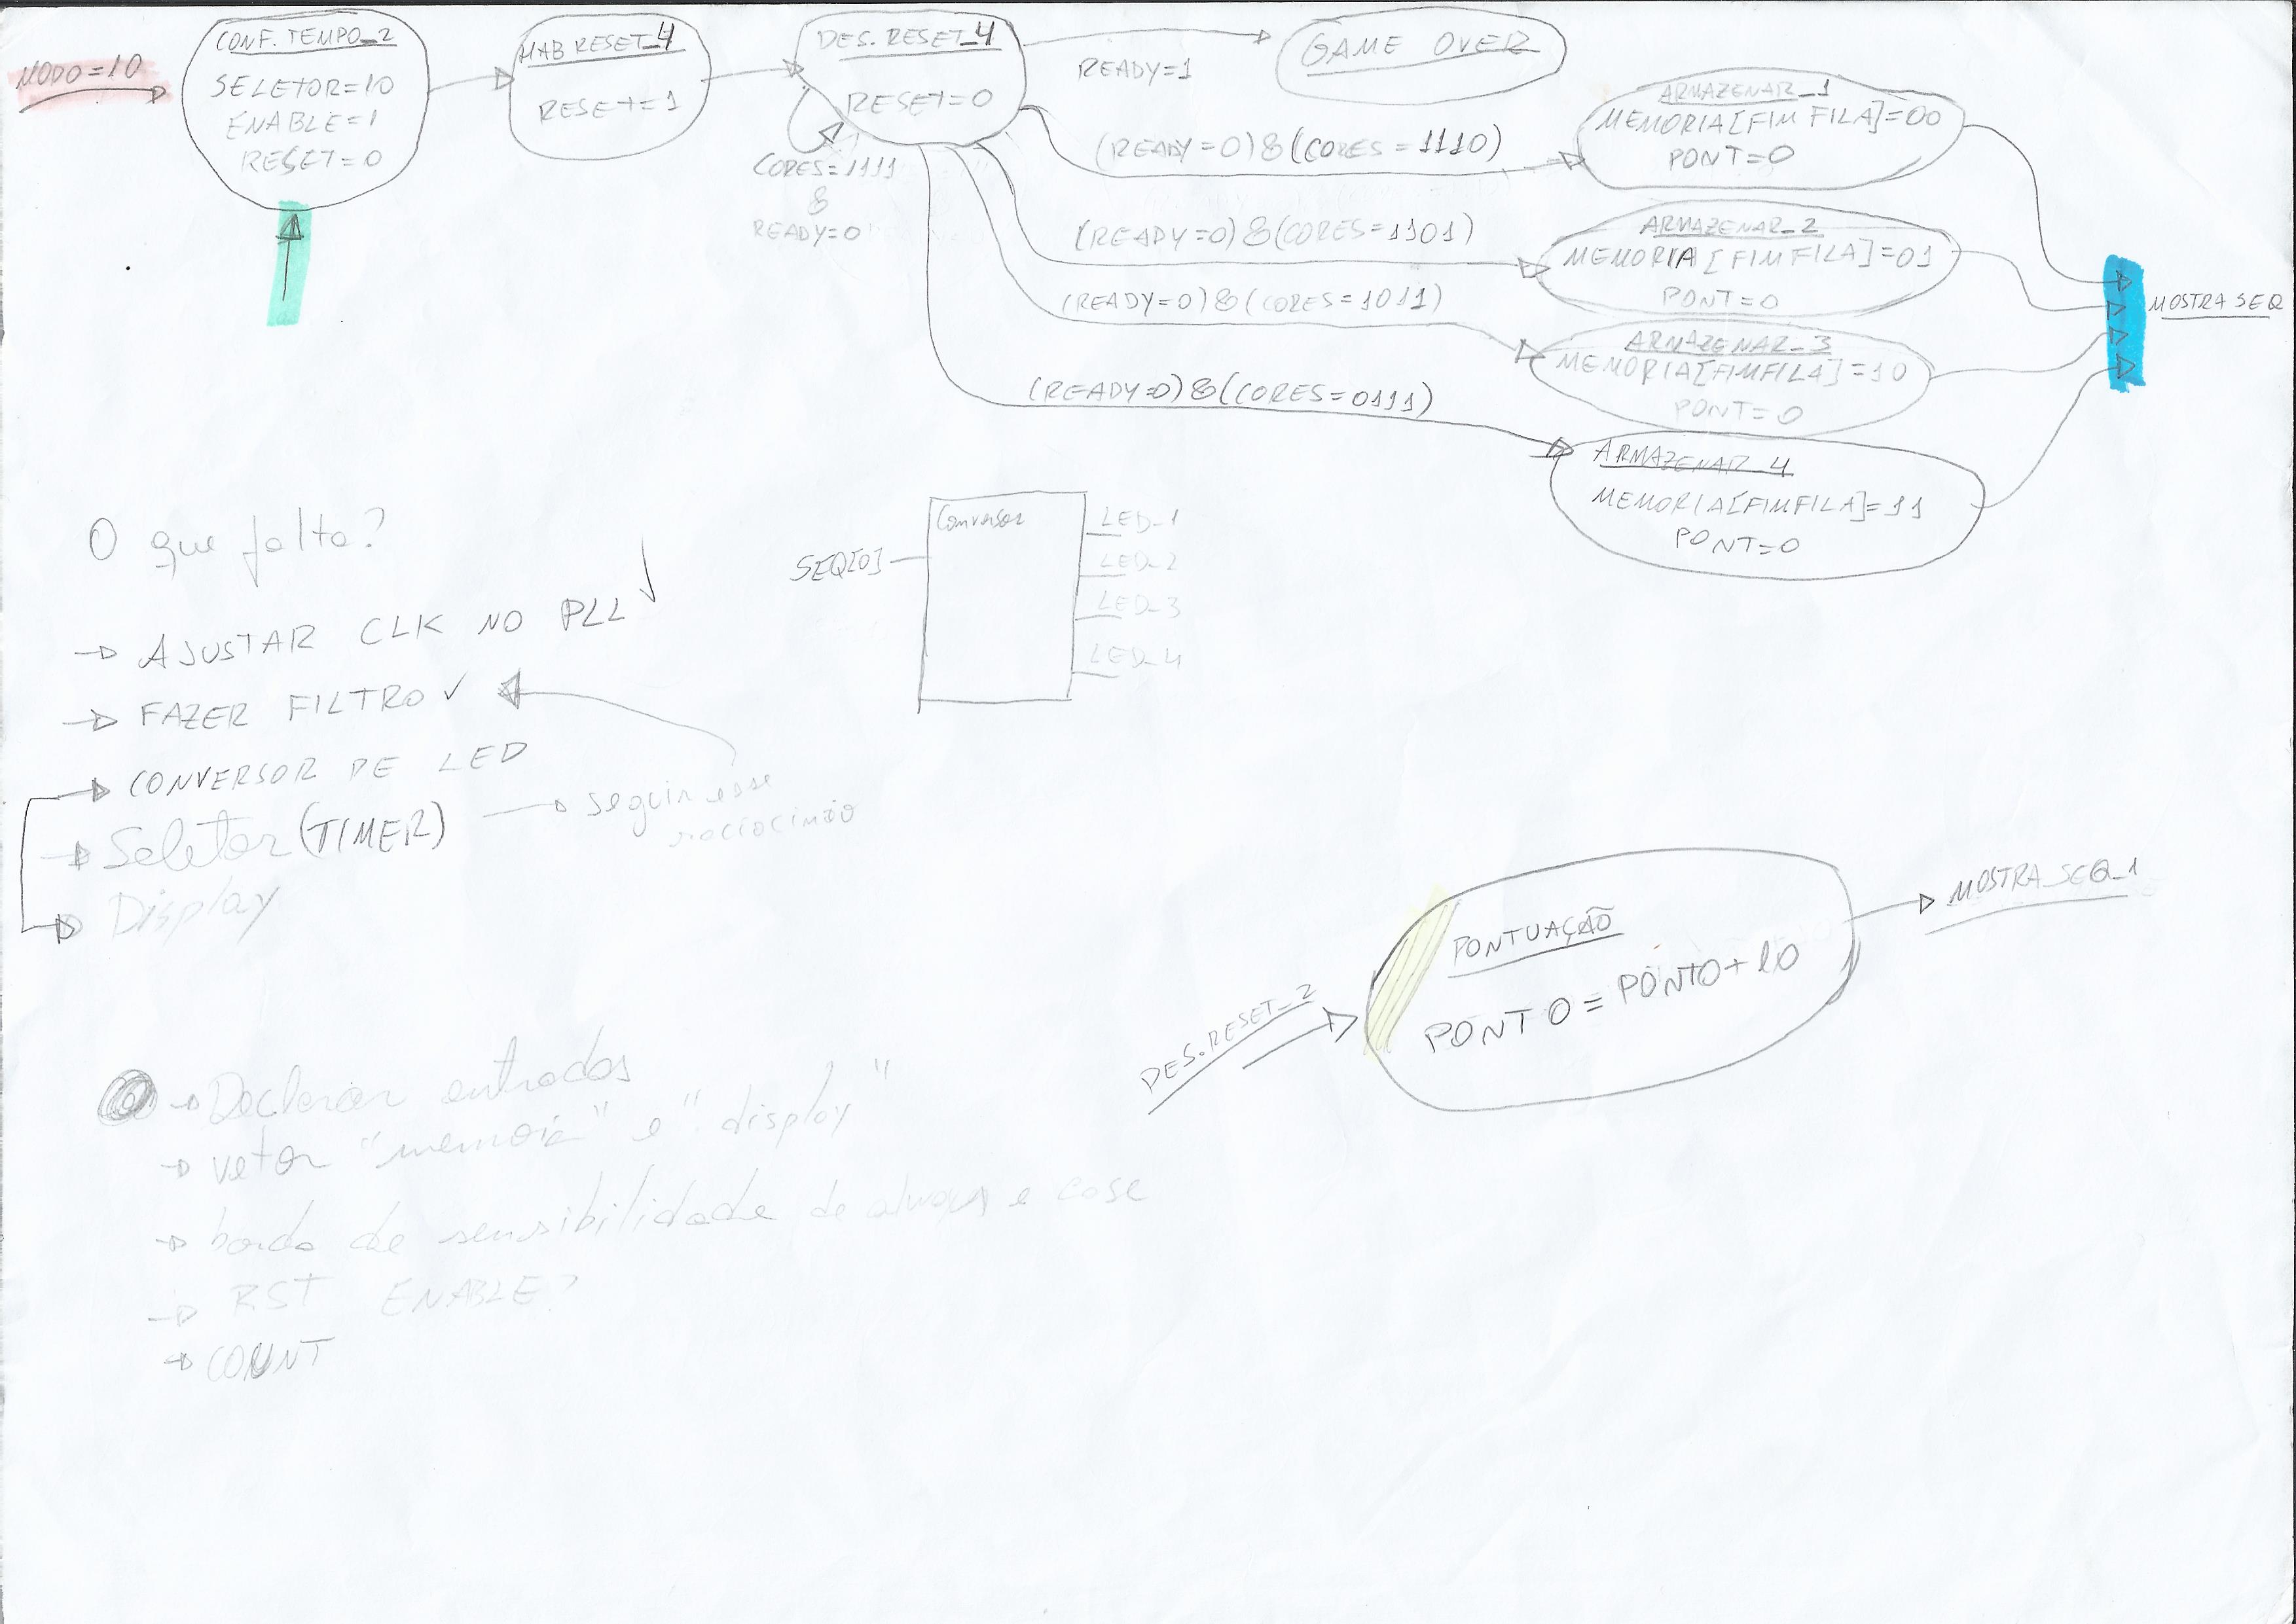 MODO=10
CONF. TEMPO_2
SELETOR=10
ENABLE=1
RESET=0
HAB RESET_4
RESET=1
DES. RESET_4
RESET=0
CORES=1111
&
READY=0
READY=1
GAME OVER
(READY=0)&(CORES=1110)
ARMAZENAR_1
MEMORIA[FIMFILA]=00
PONT=0
(READY=0)&(CORES=1101)
ARMAZENAR_2
MEMORIA[FIMFILA]=01
PONT=0
(READY=0)&(CORES=1011)
ARMAZENAR_3
MEMORIA[FIMFILA]=10
PONT=0
(READY=0)&(CORES=0111)
ARMAZENAR_4
MEMORIA[FIMFILA]=11
PONT=0
MOSTRA SEQ
O que falta?
→ AJUSTAR CLK NO PLL ✓
→ FAZER FILTRO ✓
→ CONVERSOR DE LED
→ Seletor (TIMER) → seguir esse
raciocinio
→ Display
SEQ[0]
Conversor
LED_1
LED_2
LED_3
LED_4
DES. RESET_2
PONTUAÇÃO
PONTO = PONTO+10
MOSTRA_SEQ_1
→ Declarar entradas
→ vetor "memoria" e "display"
→ borda de sensibilidade de always e case
→ RST ENABLE?
→ COUNT